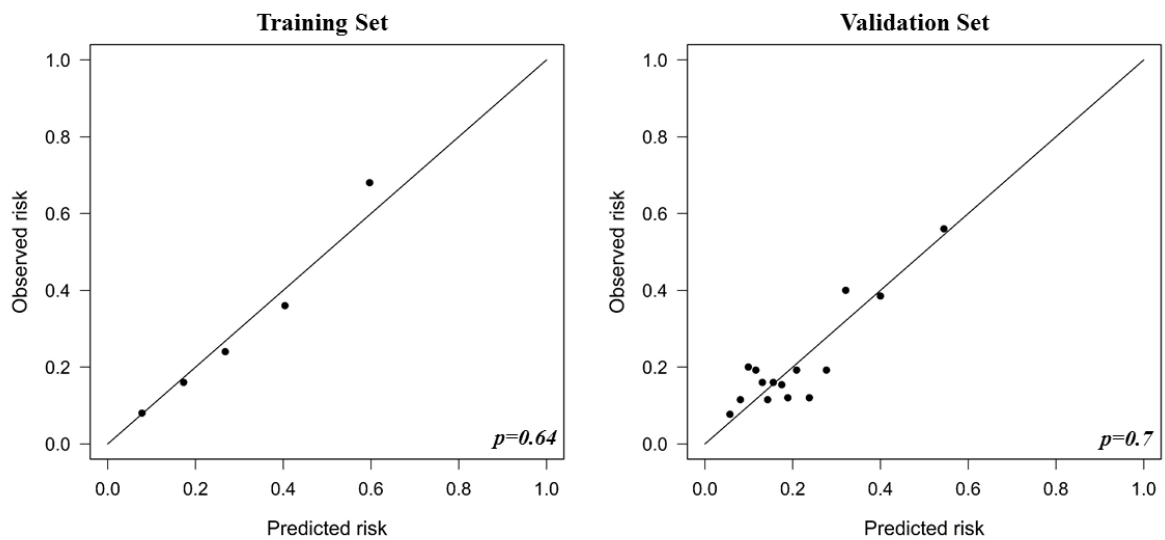 Training Set
Observed risk
1.0
0.8
0.6
0.4
0.2
0.0
p=0.64
0.0 0.2 0.4 0.6 0.8 1.0
Predicted risk
Validation Set
Observed risk
1.0
0.8
0.6
0.4
0.2
0.0
p=0.7
0.0 0.2 0.4 0.6 0.8 1.0
Predicted risk